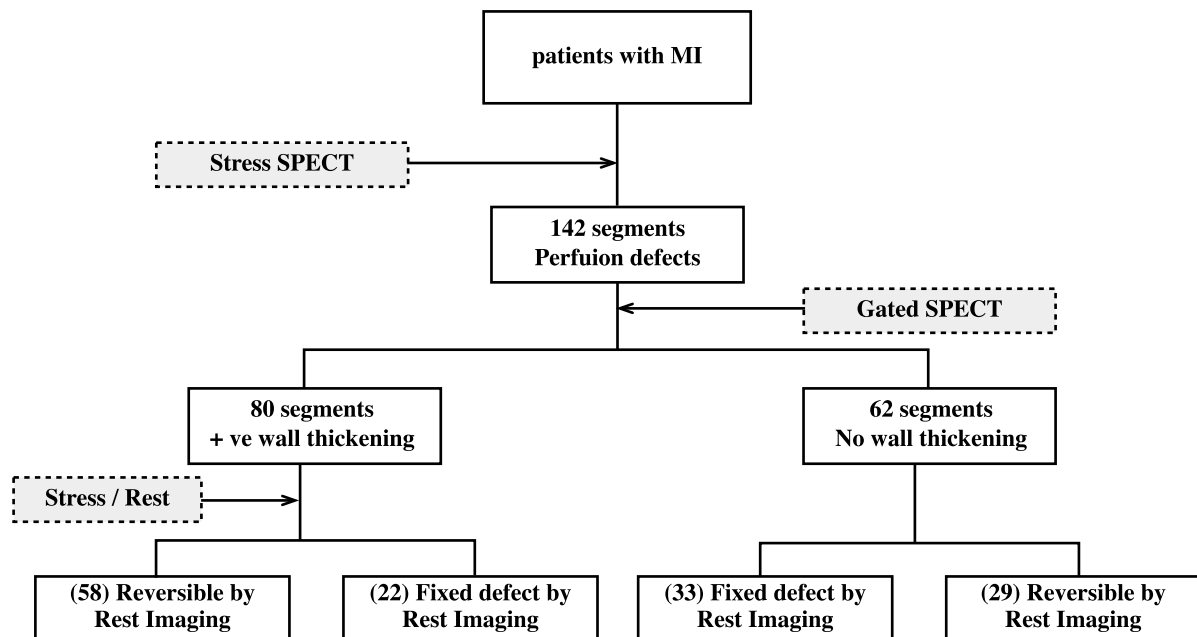 patients with MI
Stress SPECT
142 segments
Perfuion defects
Gated SPECT
80 segments
+ ve wall thickening
62 segments
No wall thickening
Stress / Rest
(58) Reversible by
Rest Imaging
(22) Fixed defect by
Rest Imaging
(33) Fixed defect by
Rest Imaging
(29) Reversible by
Rest Imaging